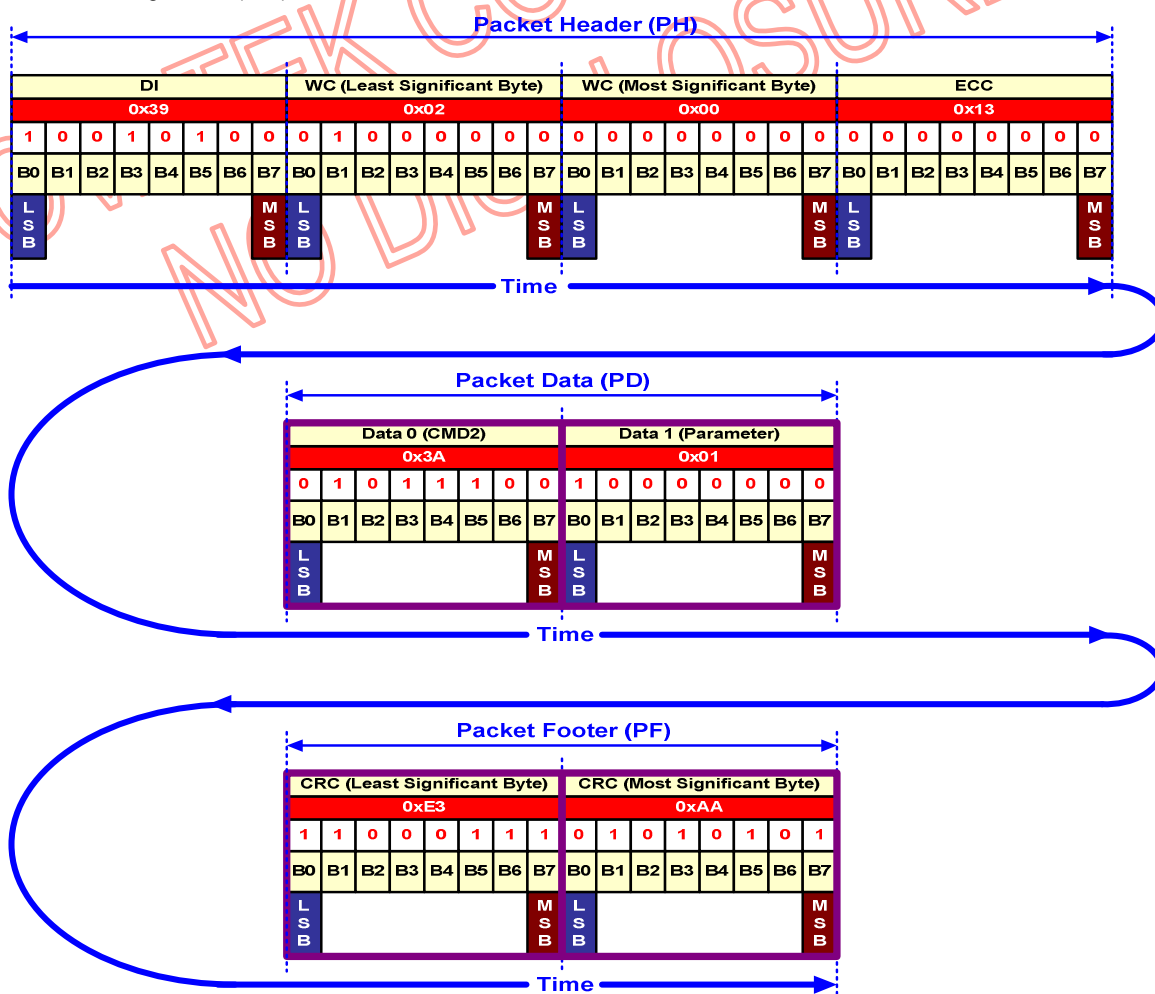 Packet Header (PH)
DI WC (Least Significant Byte) WC (Most Significant Byte) ECC
0x39 0x02 0x00 0x13
1 0 0 1 0 1 0 0 0 1 0 0 0 0 0 0 0 0 0 0 0 0 0 0 0 0 0 0 0 0 0 0
B0 B1 B2 B3 B4 B5 B6 B7 B0 B1 B2 B3 B4 B5 B6 B7 B0 B1 B2 B3 B4 B5 B6 B7 B0 B1 B2 B3 B4 B5 B6 B7
LSB MSB LSB MSB LSB MSB LSB MSB
NO
Time
Packet Data (PD)
Data 0 (CMD2) Data 1 (Parameter)
0x3A 0x01
0 1 0 1 1 1 0 0 1 0 0 0 0 0 0 0
B0 B1 B2 B3 B4 B5 B6 B7 B0 B1 B2 B3 B4 B5 B6 B7
LSB MSB LSB MSB
Time
Packet Footer (PF)
CRC (Least Significant Byte) CRC (Most Significant Byte)
0xE3 0xAA
1 1 0 0 0 1 1 1 0 1 0 1 0 1 0 1
B0 B1 B2 B3 B4 B5 B6 B7 B0 B1 B2 B3 B4 B5 B6 B7
LSB MSB LSB MSB
Time